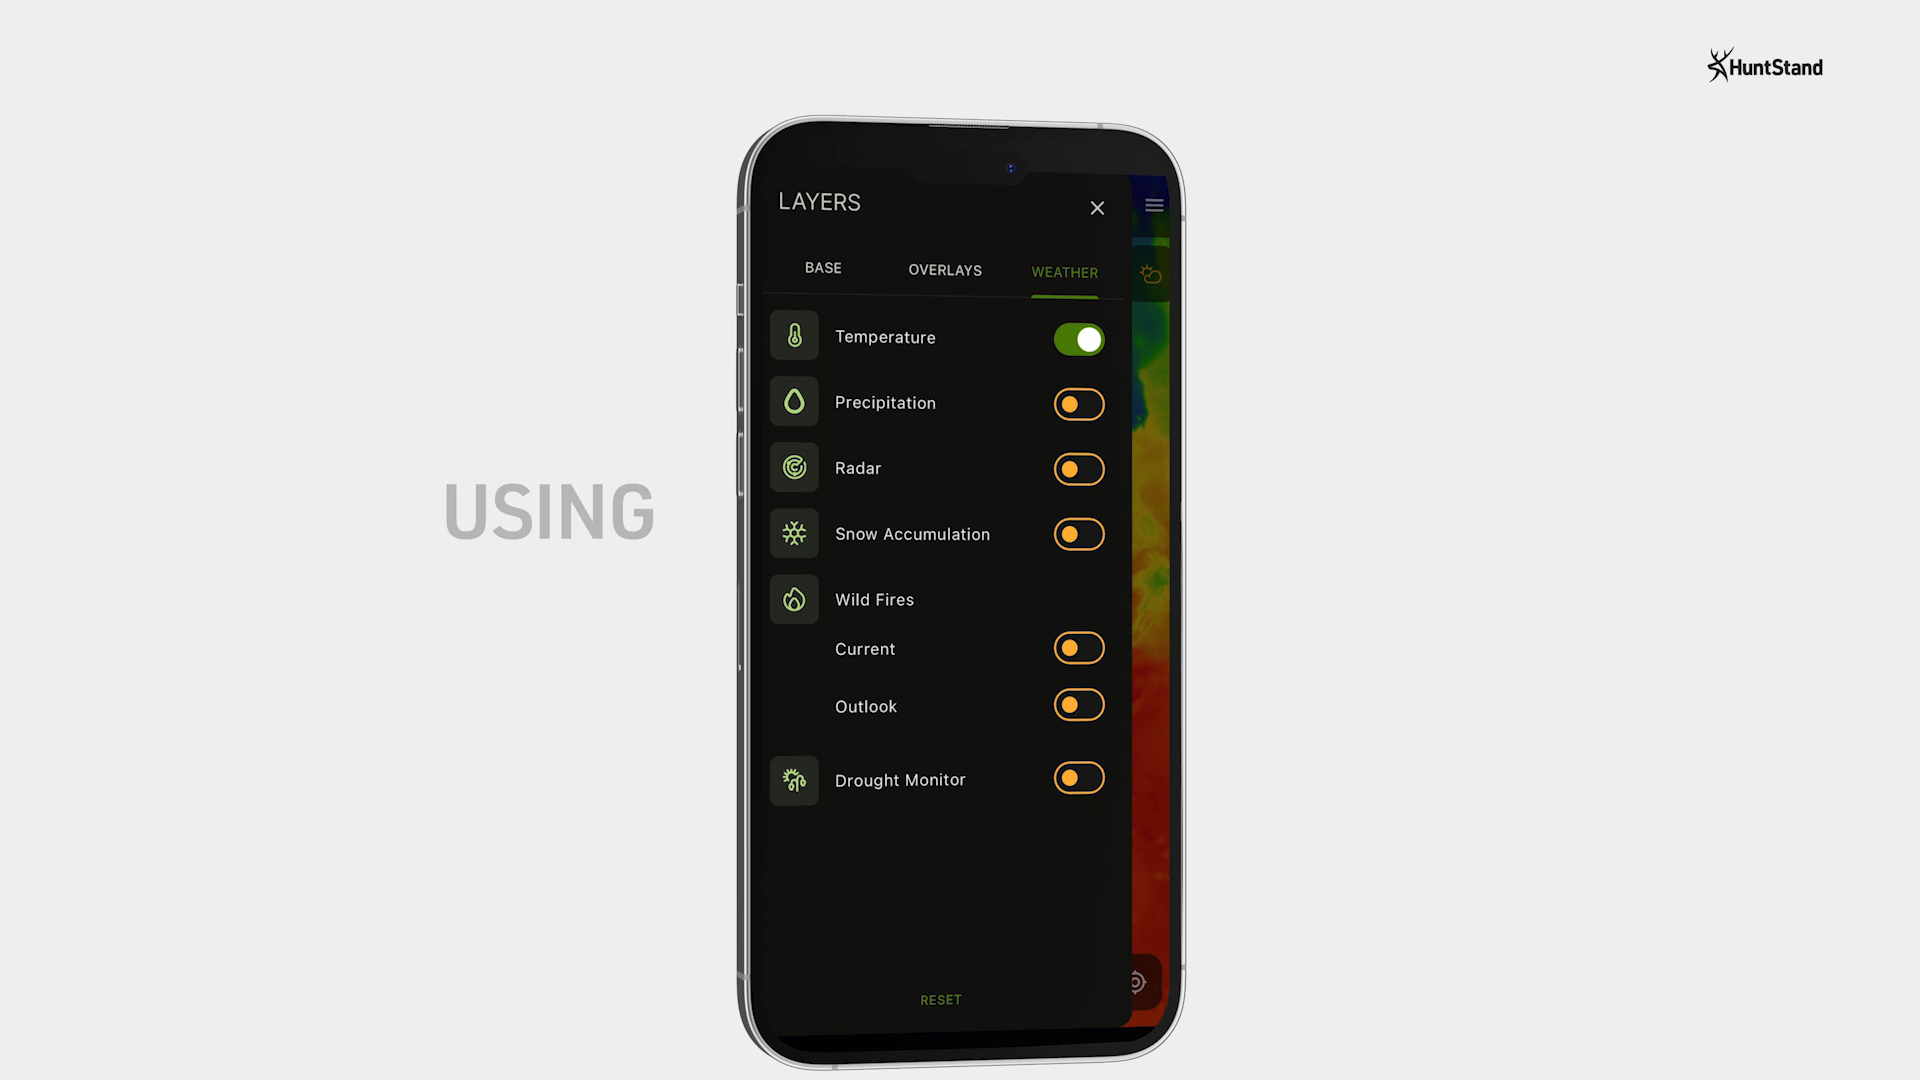 HuntStand
LAYERS
BASE OVERLAYS WEATHER
Temperature
Precipitation
Radar
USING
Snow Accumulation
Wild Fires
Current
Outlook
Drought Monitor
RESET